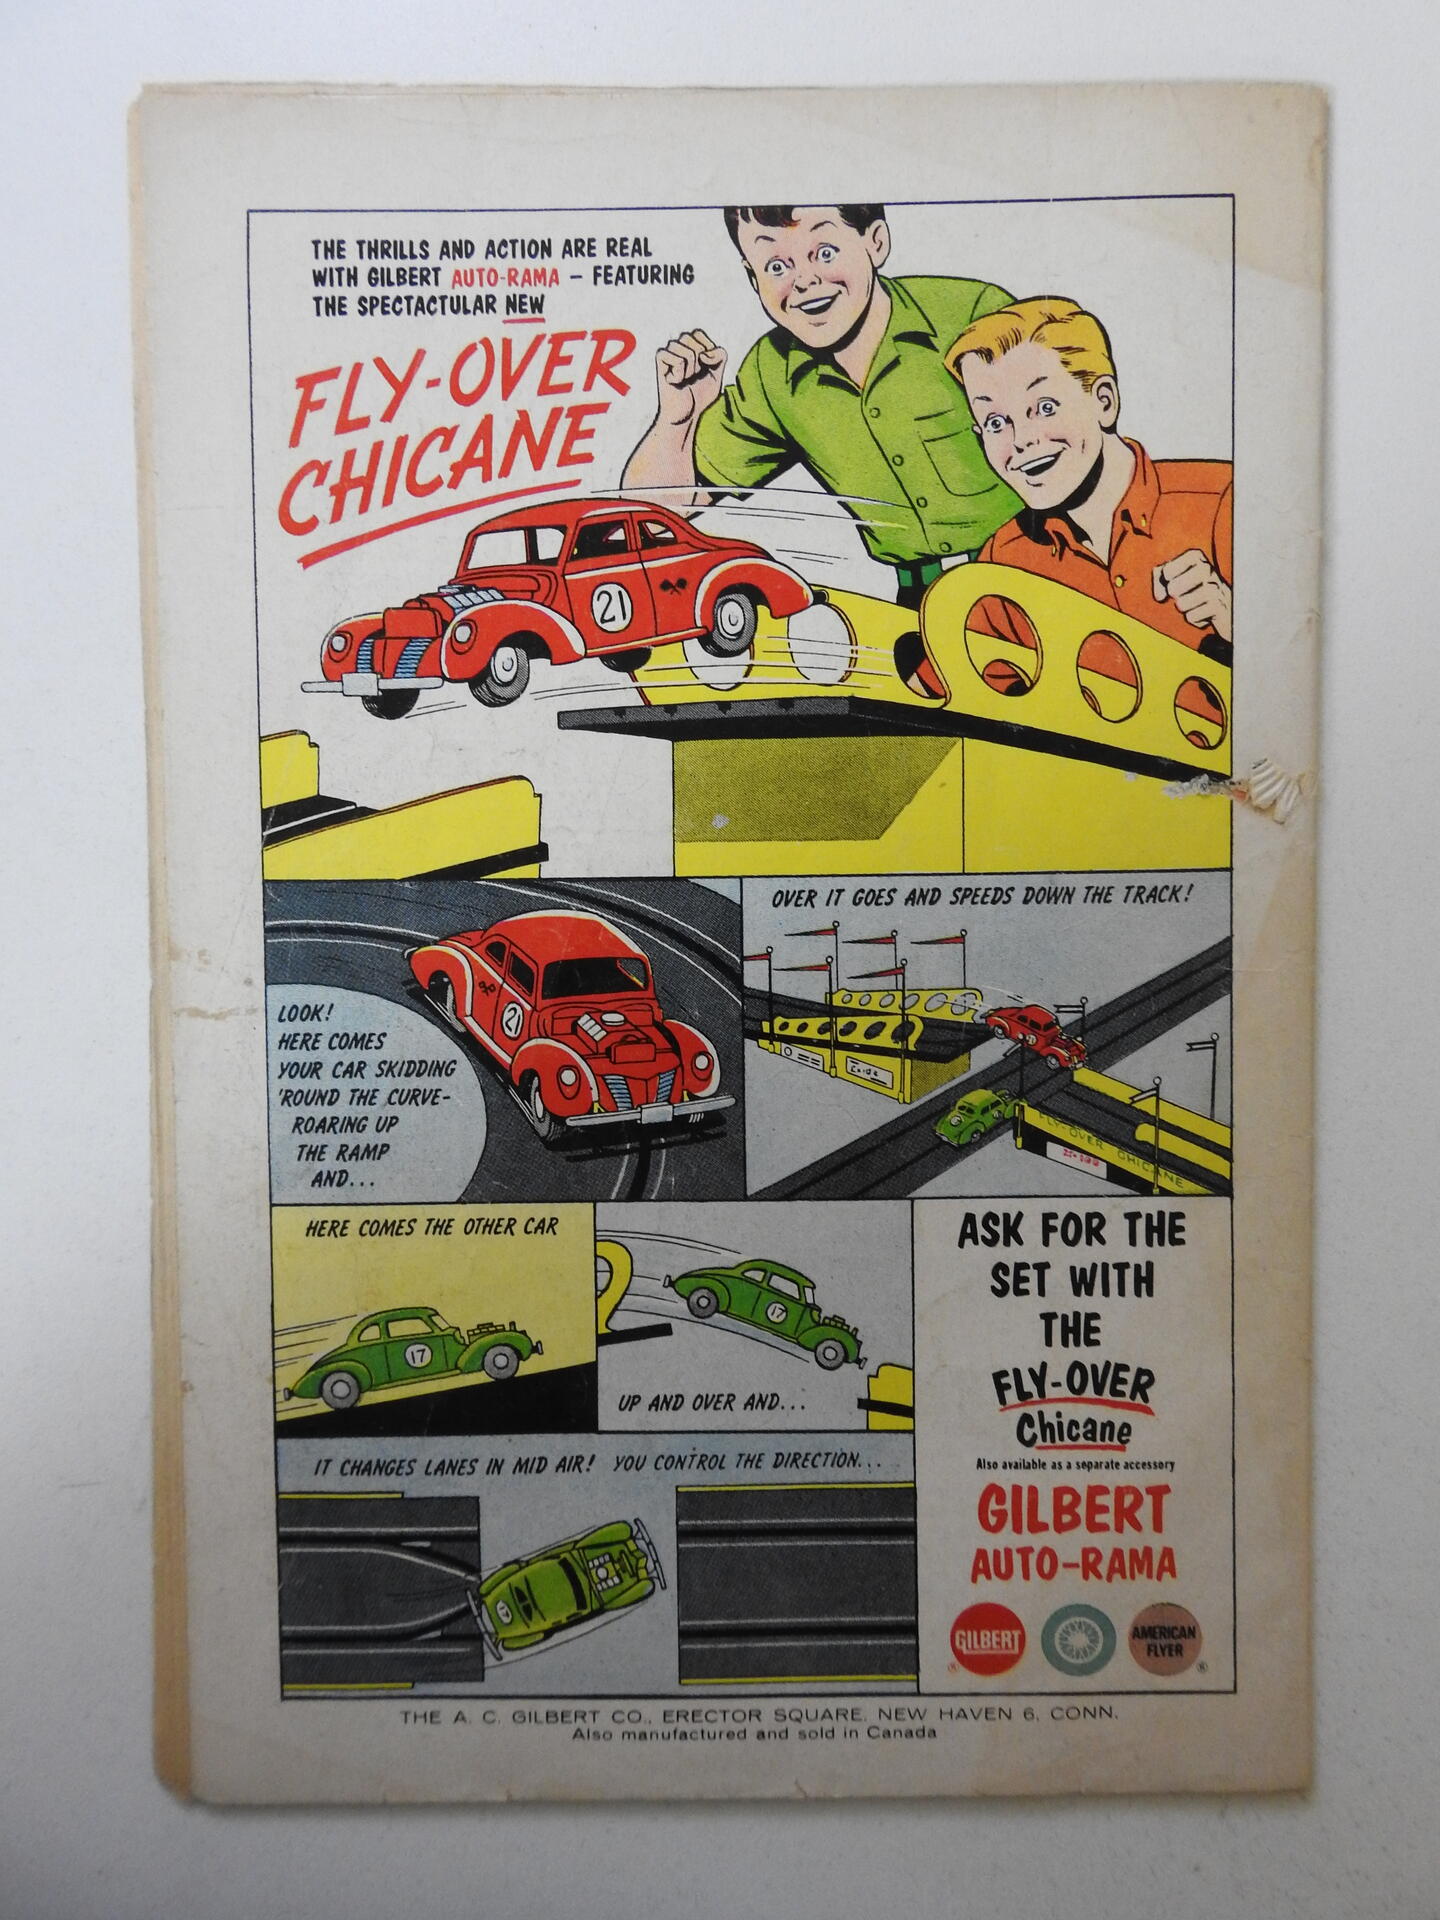 THE THRILLS AND ACTION ARE REAL
WITH GILBERT AUTO-RAMA – FEATURING
THE SPECTACTULAR NEW
FLY-OVER
CHICANE
21
LOOK!
HERE COMES
YOUR CAR SKIDDING
'ROUND THE CURVE-
ROARING UP
THE RAMP
AND...
21
OVER IT GOES AND SPEEDS DOWN THE TRACK!
21
FLY-OVER CHICANE
HERE COMES THE OTHER CAR
17
17
UP AND OVER AND...
IT CHANGES LANES IN MID AIR! YOU CONTROL THE DIRECTION...
17
ASK FOR THE
SET WITH
THE
FLY-OVER
Chicane
Also available as a separate accessory
GILBERT
AUTO-RAMA
GILBERT
®
AMERICAN
FLYER
®
THE A. C. GILBERT CO., ERECTOR SQUARE, NEW HAVEN 6, CONN.
Also manufactured and sold in Canada